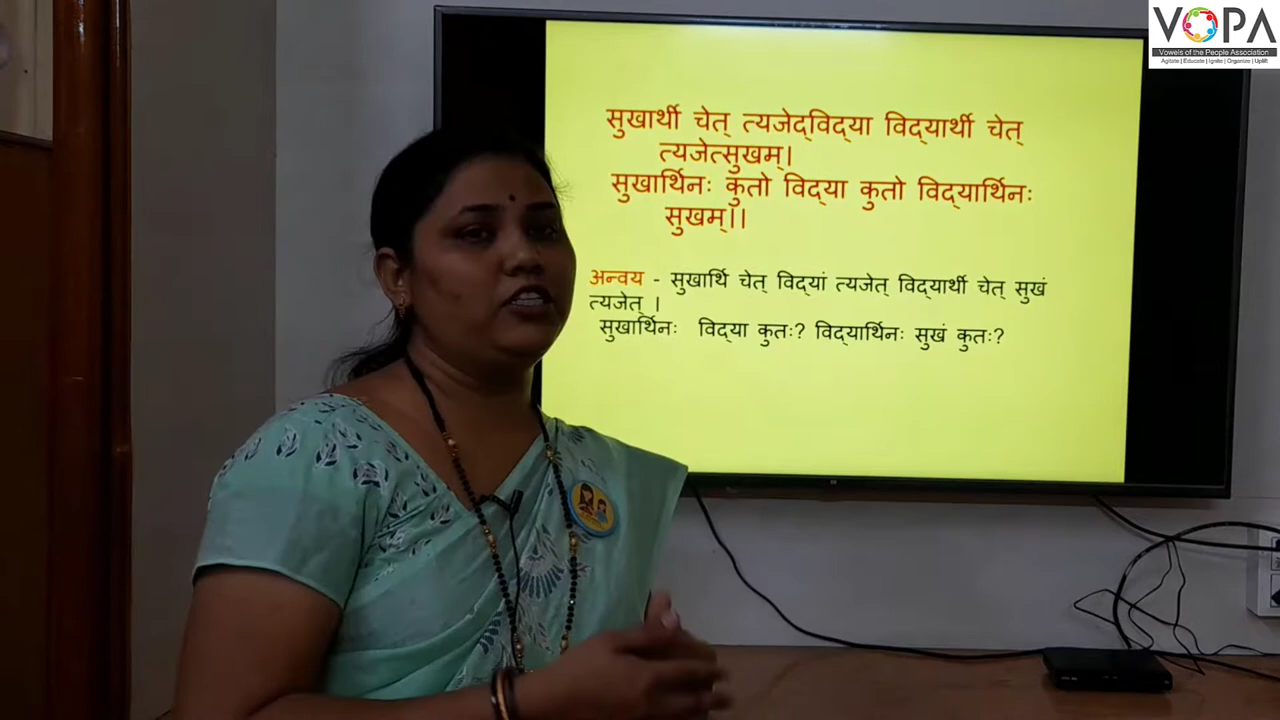 VOPA
Vowels of the People Association
Agitate | Educate | Ignite | Organize | Uplift
सुखार्थी चेत् त्यजेद्‌विद्‌या विद्‌यार्थी चेत्
त्यजेत्सुखम्।
सुखार्थिनः कुतो विद्‌या कुतो विद्‌यार्थिनः
सुखम्।।
अन्वय - सुखार्थि चेत् विद्‌यां त्यजेत् विद्‌यार्थी चेत् सुखं
त्यजेत् ।
सुखार्थिनः विद्‌या कुतः? विद्‌यार्थिनः सुखं कुतः?